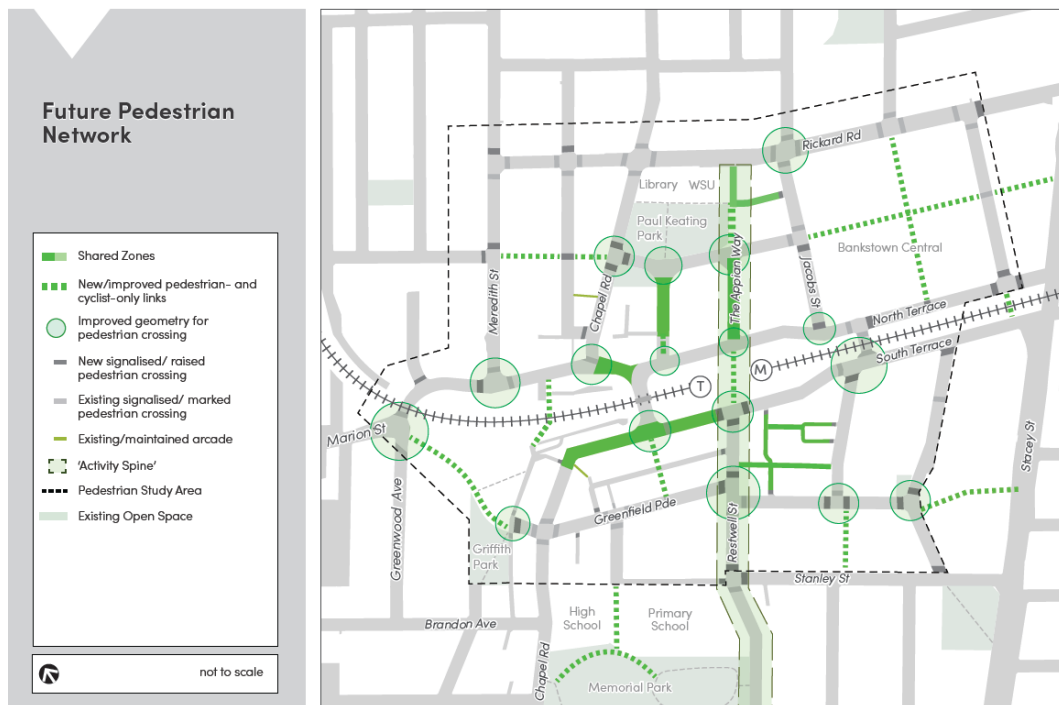 Future Pedestrian
Network
Shared Zones
New/improved pedestrian- and
cyclist-only links
Improved geometry for
pedestrian crossing
New signalised/ raised
pedestrian crossing
Existing signalised/ marked
pedestrian crossing
Existing/maintained arcade
'Activity Spine'
Pedestrian Study Area
Existing Open Space
not to scale
Rickard Rd
Library WSU
Paul Keating
Park
Bankstown Central
Meredith St
Chapel Rd
The Appian Way
Jacobs St
North Terrace
South Terrace
T
M
Marion St
Stacey St
Greenwood Ave
Greenfield Pde
Restwell St
Griffith
Park
Stanley St
High
School
Primary
School
Brandon Ave
Chapel Rd
Memorial Park